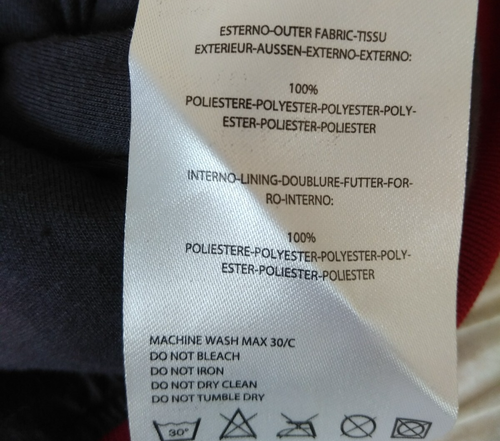 ESTERNO-OUTER FABRIC-TISSU
EXTERIEUR-AUSSEN-EXTERNO-EXTERNO:
100%
POLIESTERE-POLYESTER-POLYESTER-POLY-
ESTER-POLIESTER-POLIESTER
INTERNO-LINING-DOUBLURE-FUTTER-FOR-
RO-INTERNO:
100%
POLIESTERE-POLYESTER-POLYESTER-POLY-
ESTER-POLIESTER-POLIESTER
MACHINE WASH MAX 30/C
DO NOT BLEACH
DO NOT IRON
DO NOT DRY CLEAN
DO NOT TUMBLE DRY
30°